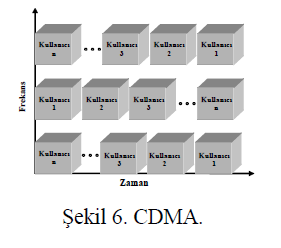 Kullanıcı n ... Kullanıcı 3 Kullanıcı 2 Kullanıcı 1
Kullanıcı 1 Kullanıcı 2 Kullanıcı 3 ... Kullanıcı n
Kullanıcı n ... Kullanıcı 3 Kullanıcı 2 Kullanıcı 1
Frekans
Zaman
Şekil 6. CDMA.